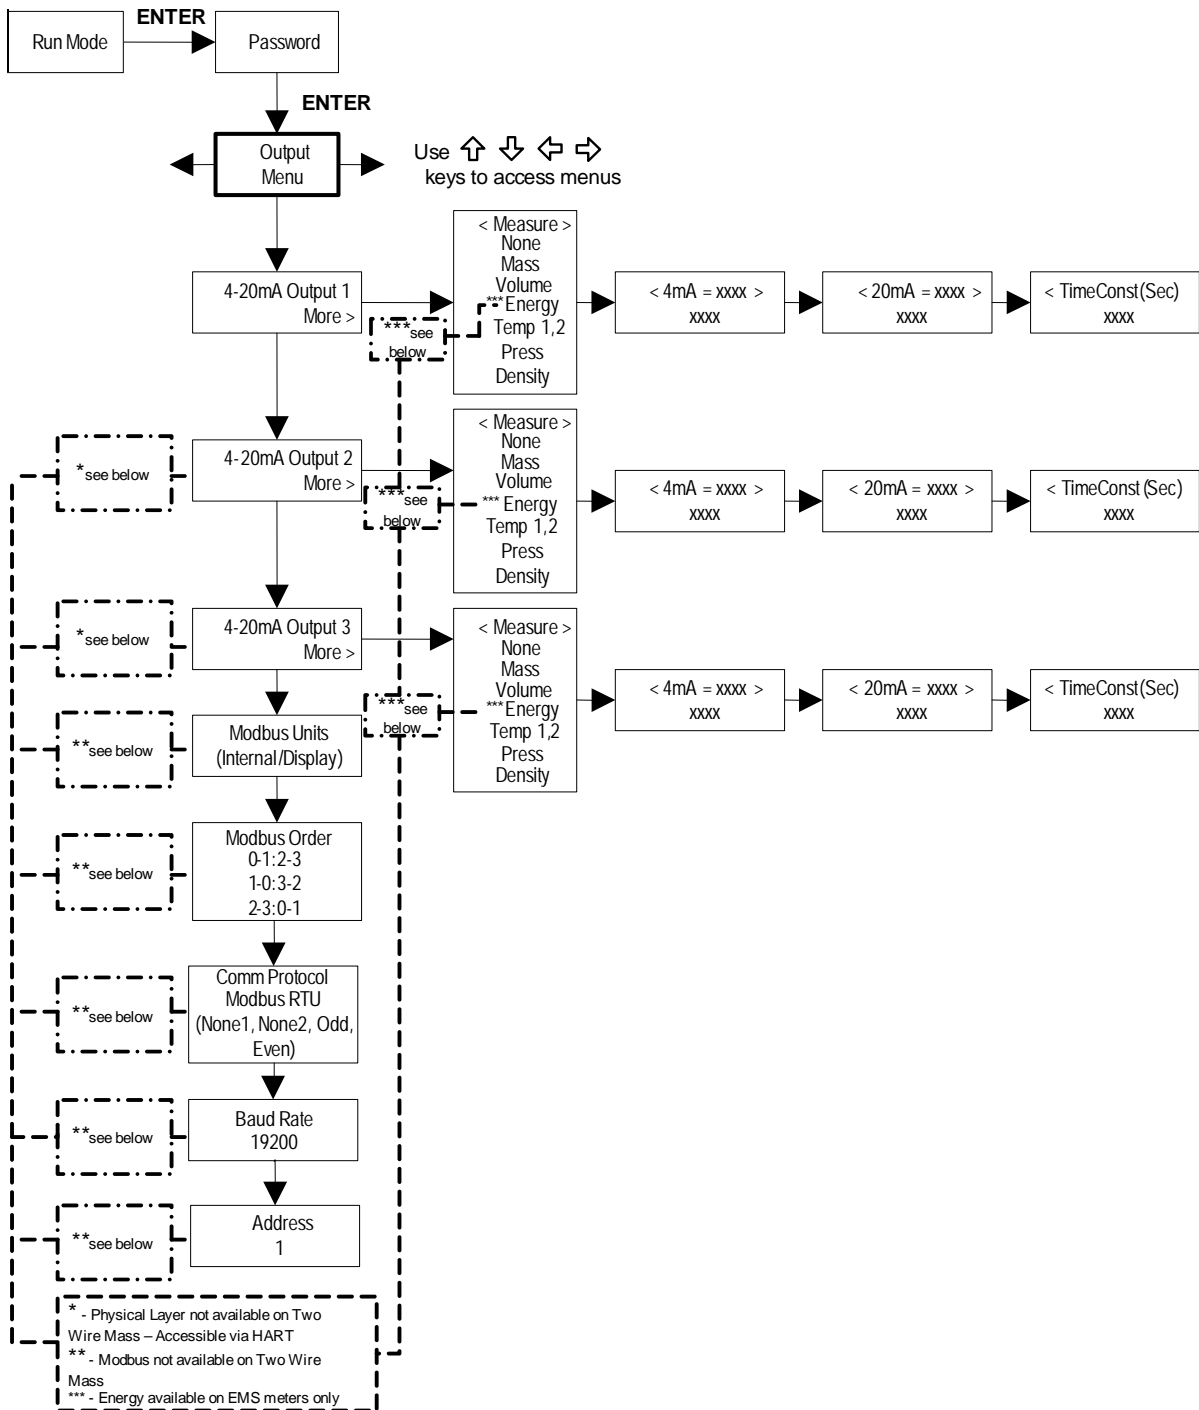 ENTER
Run Mode
Password
ENTER
Output
Menu
Use
keys to access menus
4-20mA Output 1
More >
***see
below
< Measure >
None
Mass
Volume
***Energy
Temp 1,2
Press
Density
< 4mA = xxxx >
xxxx
< 20mA = xxxx >
xxxx
< TimeConst(Sec)
xxxx
*see below
4-20mA Output 2
More >
***see
below
< Measure >
None
Mass
Volume
*** Energy
Temp 1,2
Press
Density
< 4mA = xxxx >
xxxx
< 20mA = xxxx >
xxxx
< TimeConst (Sec)
xxxx
*see below
4-20mA Output 3
More >
***see
below
< Measure >
None
Mass
Volume
***Energy
Temp 1,2
Press
Density
< 4mA = xxxx >
xxxx
< 20mA = xxxx >
xxxx
< TimeConst(Sec)
xxxx
**see below
Modbus Units
(Internal/Display)
**see below
Modbus Order
0-1:2-3
1-0:3-2
2-3:0-1
**see below
Comm Protocol
Modbus RTU
(None1, None2, Odd,
Even)
**see below
Baud Rate
19200
**see below
Address
1
* - Physical Layer not available on Two
Wire Mass – Accessible via HART
** - Modbus not available on Two Wire
Mass
*** - Energy available on EMS meters only